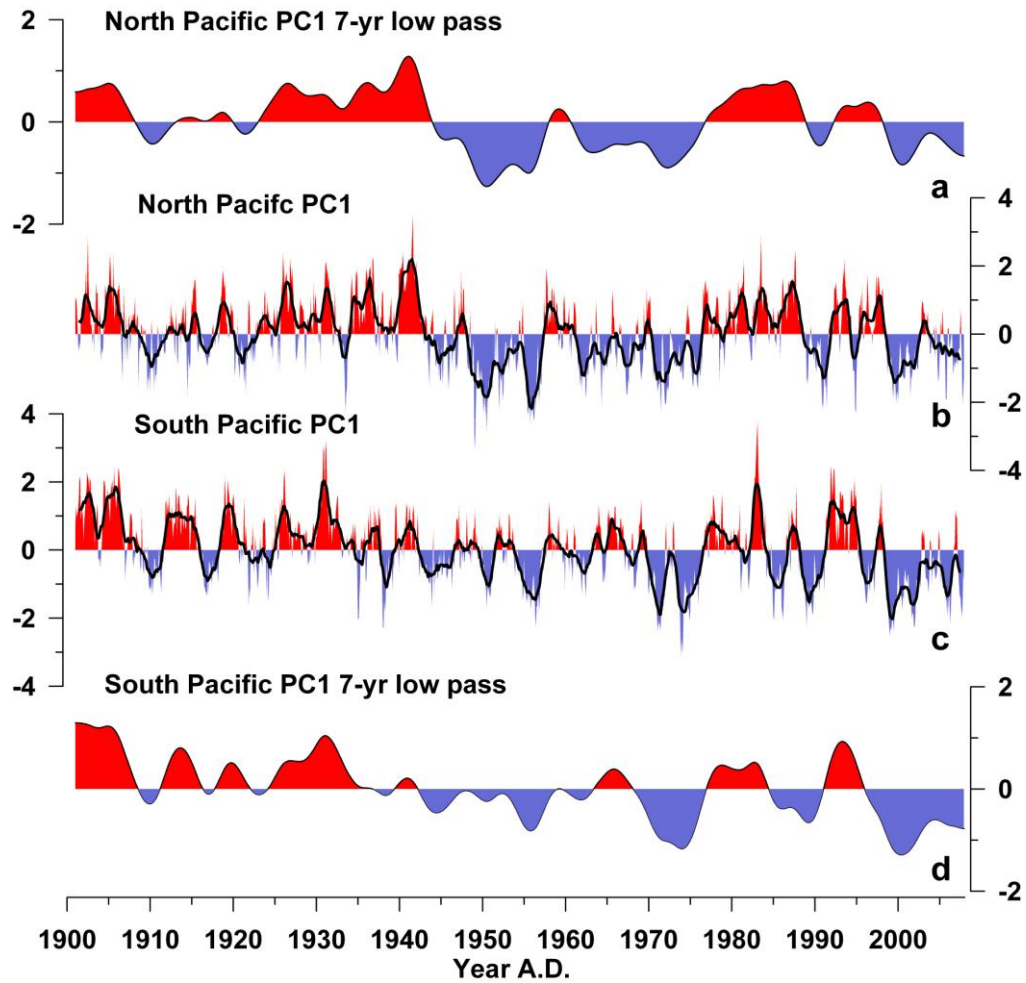 2
North Pacific PC1 7-yr low pass
0
a
-2
North Pacifc PC1
4
2
0
b
-2
4
South Pacific PC1
-4
2
0
-2
c
-4
South Pacific PC1 7-yr low pass
2
0
d
-2
1900 1910 1920 1930 1940 1950 1960 1970 1980 1990 2000
Year A.D.